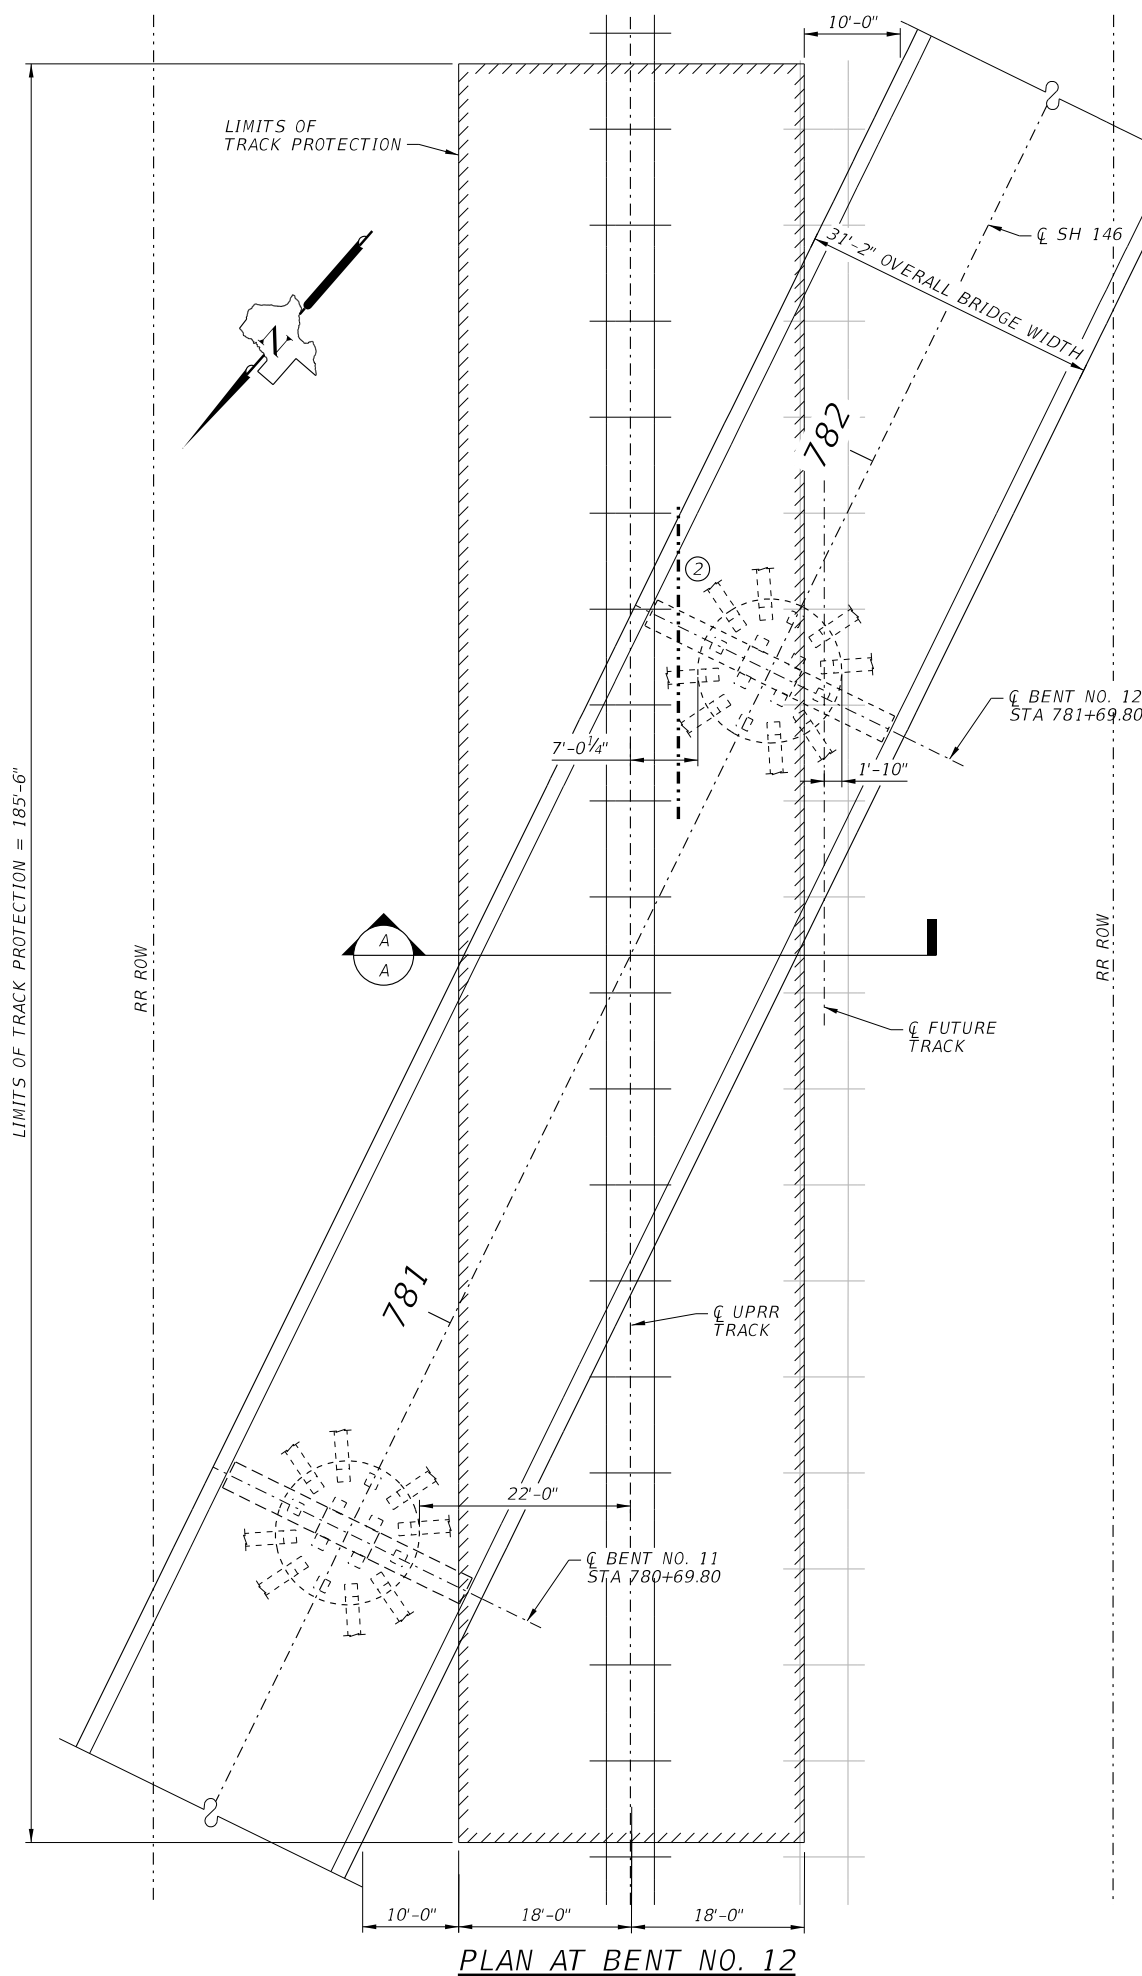 10'-0"
LIMITS OF
TRACK PROTECTION
℄ SH 146
31'-2" OVERALL BRIDGE WIDTH
N
782
2
℄ BENT NO. 12
STA 781+69.80
7'-0¼"
1'-10"
LIMITS OF TRACK PROTECTION = 185'-6"
RR ROW
RR ROW
A
A
℄ FUTURE
TRACK
781
℄ UPRR
TRACK
22'-0"
℄ BENT NO. 11
STA 780+69.80
10'-0"
18'-0"
18'-0"
PLAN AT BENT NO. 12